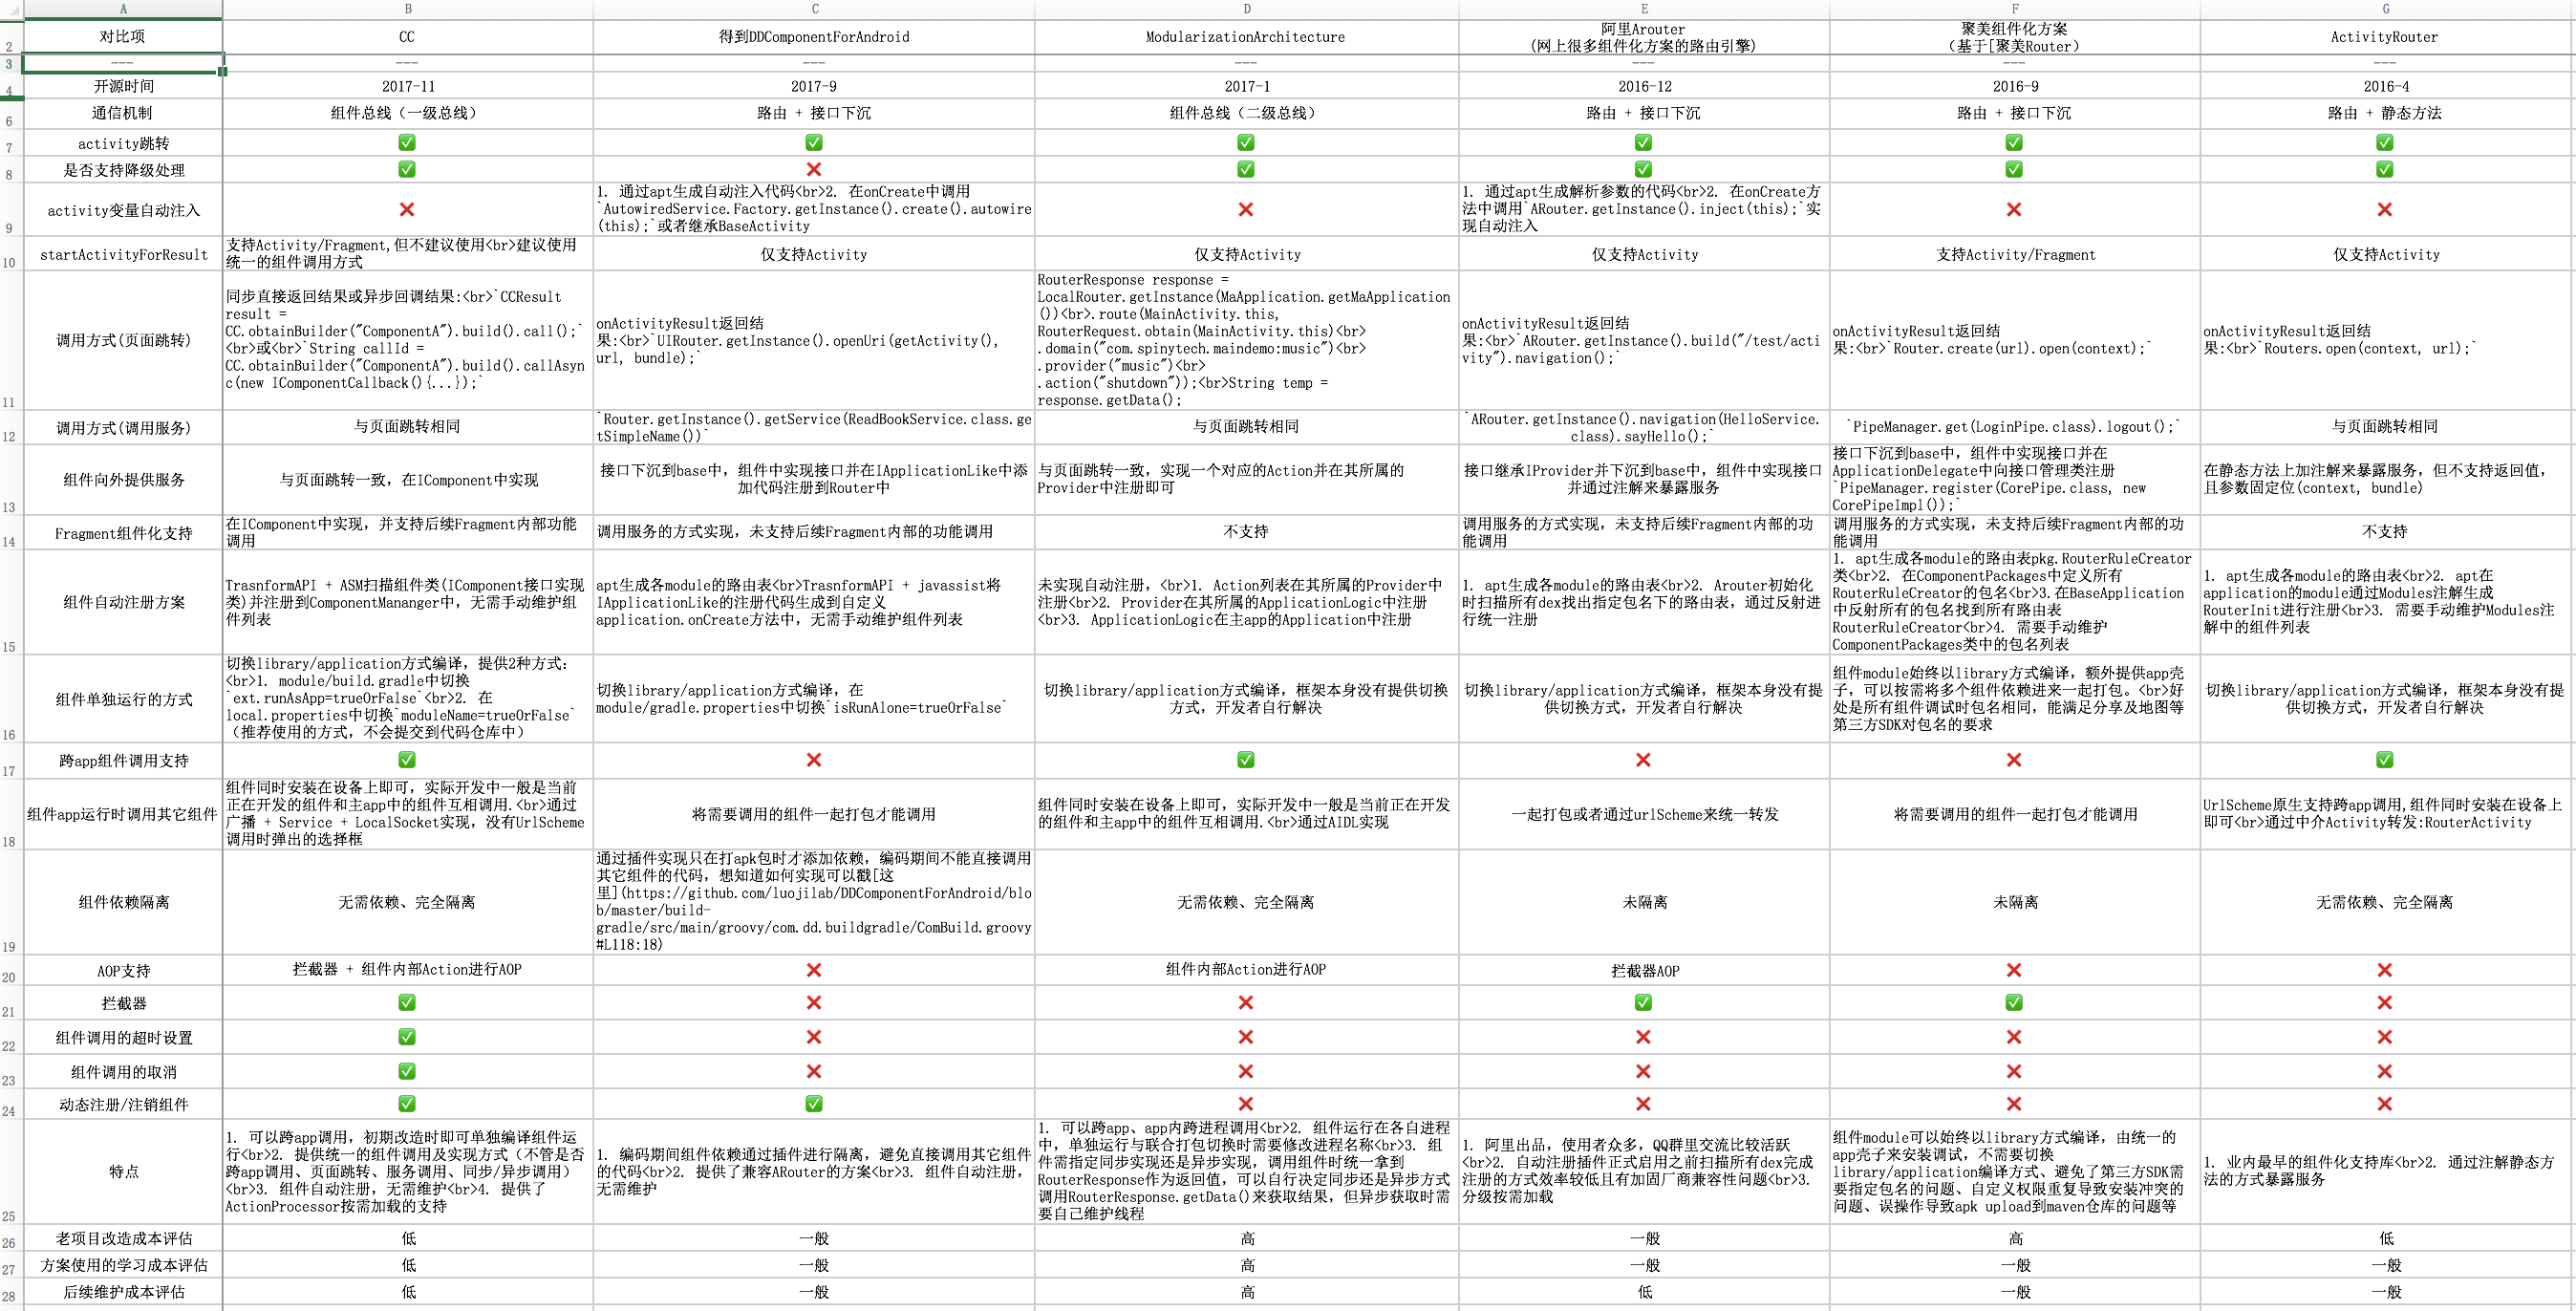 A B C D E F G
2 对比项 CC 得到DDComponentForAndroid ModularizationArchitecture 阿里Arouter
(网上很多组件化方案的路由引擎) 聚美组件化方案
(基于[聚美Router) ActivityRouter
3 --- --- --- --- --- --- ---
4 开源时间 2017-11 2017-9 2017-1 2016-12 2016-9 2016-4
6 通信机制 组件总线（一级总线） 路由 + 接口下沉 组件总线（二级总线） 路由 + 接口下沉 路由 + 接口下沉 路由 + 静态方法
7 activity跳转 ✅ ✅ ✅ ✅ ✅ ✅
8 是否支持降级处理 ✅ ❌ ✅ ✅ ✅ ✅
9 activity变量自动注入 ❌
1. 通过apt生成自动注入代码<br>2. 在onCreate中调用
`AutowiredService.Factory.getInstance().create().autowire
(this);`或者继承BaseActivity
❌
1. 通过apt生成解析参数的代码<br>2. 在onCreate方
法中调用`ARouter.getInstance().inject(this);`实
现自动注入
❌ ❌
10 startActivityForResult
支持Activity/Fragment,但不建议使用<br>建议使用
统一的组件调用方式
仅支持Activity 仅支持Activity 仅支持Activity 支持Activity/Fragment 仅支持Activity
11 调用方式(页面跳转)
同步直接返回结果或异步回调结果:<br>`CCResult
result =
CC.obtainBuilder("ComponentA").build().call();`
<br>或<br>`String callId =
CC.obtainBuilder("ComponentA").build().callAsyn
c(new IComponentCallback(){...});`
onActivityResult返回结
果:<br>`UIRouter.getInstance().openUri(getActivity(),
url, bundle);`
RouterResponse response =
LocalRouter.getInstance(MaApplication.getMaApplication
())<br>.route(MainActivity.this,
RouterRequest.obtain(MainActivity.this)<br>
.domain("com.spinytech.maindemo:music")<br>
.provider("music")<br>
.action("shutdown"));<br>String temp =
response.getData();
onActivityResult返回结
果:<br>`ARouter.getInstance().build("/test/acti
vity").navigation();`
onActivityResult返回结
果:<br>`Router.create(url).open(context);`
onActivityResult返回结
果:<br>`Routers.open(context, url);`
12 调用方式(调用服务) 与页面跳转相同
`Router.getInstance().getService(ReadBookService.class.ge
tSimpleName())`
与页面跳转相同
`ARouter.getInstance().navigation(HelloService.
class).sayHello();`
`PipeManager.get(LoginPipe.class).logout();`
与页面跳转相同
13 组件向外提供服务 与页面跳转一致，在IComponent中实现
接口下沉到base中，组件中实现接口并在IApplicationLike中添
加代码注册到Router中
与页面跳转一致，实现一个对应的Action并在其所属的
Provider中注册即可
接口继承IProvider并下沉到base中，组件中实现接口
并通过注解来暴露服务
接口下沉到base中，组件中实现接口并在
ApplicationDelegate中向接口管理类注册
`PipeManager.register(CorePipe.class, new
CorePipeImpl());`
在静态方法上加注解来暴露服务，但不支持返回值，
且参数固定位(context, bundle)
14 Fragment组件化支持
在IComponent中实现，并支持后续Fragment内部功能
调用
调用服务的方式实现，未支持后续Fragment内部的功能调用
不支持
调用服务的方式实现，未支持后续Fragment内部的功
能调用
调用服务的方式实现，未支持后续Fragment内部的功
能调用
不支持
15 组件自动注册方案
TrasnformAPI + ASM扫描组件类(IComponent接口实现
类)并注册到ComponentMananger中，无需手动维护组
件列表
apt生成各module的路由表<br>TrasnformAPI + javassist将
IApplicationLike的注册代码生成到自定义
application.onCreate方法中，无需手动维护组件列表
未实现自动注册，<br>1. Action列表在其所属的Provider中
注册<br>2. Provider在其所属的ApplicationLogic中注册
<br>3. ApplicationLogic在主app的Application中注册
1. apt生成各module的路由表<br>2. Arouter初始化
时扫描所有dex找出指定包名下的路由表，通过反射进
行统一注册
1. apt生成各module的路由表pkg.RouterRuleCreator
类<br>2. 在ComponentPackages中定义所有
RouterRuleCreator的包名<br>3.在BaseApplication
中反射所有的包名找到所有路由表
RouterRuleCreator<br>4. 需要手动维护
ComponentPackages类中的包名列表
1. apt生成各module的路由表<br>2. apt在
application的module通过Modules注解生成
RouterInit进行注册<br>3. 需要手动维护Modules注
解中的组件列表
16 组件单独运行的方式
切换library/application方式编译，提供2种方式：
<br>1. module/build.gradle中切换
`ext.runAsApp=trueOrFalse`<br>2. 在
local.properties中切换`moduleName=trueOrFalse`
（推荐使用的方式，不会提交到代码仓库中）
切换library/application方式编译，在
module/gradle.properties中切换`isRunAlone=trueOrFalse`
切换library/application方式编译，框架本身没有提供切换
方式，开发者自行解决
切换library/application方式编译，框架本身没有提
供切换方式，开发者自行解决
组件module始终以library方式编译，额外提供app壳
子，可以按需将多个组件依赖进来一起打包。<br>好
处是所有组件调试时包名相同，能满足分享及地图等
第三方SDK对包名的要求
切换library/application方式编译，框架本身没有提
供切换方式，开发者自行解决
17 跨app组件调用支持 ✅ ❌ ✅ ❌ ❌ ✅
18 组件app运行时调用其它组件
组件同时安装在设备上即可，实际开发中一般是当前
正在开发的组件和主app中的组件互相调用.<br>通过
广播 + Service + LocalSocket实现，没有UrlScheme
调用时弹出的选择框
将需要调用的组件一起打包才能调用
组件同时安装在设备上即可，实际开发中一般是当前正在开发
的组件和主app中的组件互相调用.<br>通过AIDL实现
一起打包或者通过urlScheme来统一转发
将需要调用的组件一起打包才能调用
UrlScheme原生支持跨app调用,组件同时安装在设备上
即可<br>通过中介Activity转发:RouterActivity
19 组件依赖隔离 无需依赖、完全隔离
通过插件实现只在打apk包时才添加依赖，编码期间不能直接调用
其它组件的代码，想知道如何实现可以戳[这
里](https://github.com/luojilab/DDComponentForAndroid/blo
b/master/build-
gradle/src/main/groovy/com.dd.buildgradle/ComBuild.groovy
#L118:18)
无需依赖、完全隔离 未隔离 未隔离 无需依赖、完全隔离
20 AOP支持 拦截器 + 组件内部Action进行AOP ❌ 组件内部Action进行AOP 拦截器AOP ❌ ❌
21 拦截器 ✅ ❌ ❌ ✅ ✅ ❌
22 组件调用的超时设置 ✅ ❌ ❌ ❌ ❌ ❌
23 组件调用的取消 ✅ ❌ ❌ ❌ ❌ ❌
24 动态注册/注销组件 ✅ ✅ ❌ ❌ ❌ ❌
25 特点
1. 可以跨app调用，初期改造时即可单独编译组件运
行<br>2. 提供统一的组件调用及实现方式（不管是否
跨app调用、页面跳转、服务调用、同步/异步调用）
<br>3. 组件自动注册，无需维护<br>4. 提供了
ActionProcessor按需加载的支持
1. 编码期间组件依赖通过插件进行隔离，避免直接调用其它组件
的代码<br>2. 提供了兼容ARouter的方案<br>3. 组件自动注册，
无需维护
1. 可以跨app、app内跨进程调用<br>2. 组件运行在各自进程
中，单独运行与联合打包切换时需要修改进程名称<br>3. 组
件需指定同步实现还是异步实现，调用组件时统一拿到
RouterResponse作为返回值，可以自行决定同步还是异步方式
调用RouterResponse.getData()来获取结果，但异步获取时需
要自己维护线程
1. 阿里出品，使用者众多，QQ群里交流比较活跃
<br>2. 自动注册插件正式启用之前扫描所有dex完成
注册的方式效率较低且有加固厂商兼容性问题<br>3.
分级按需加载
组件module可以始终以library方式编译，由统一的
app壳子来安装调试，不需要切换
library/application编译方式、避免了第三方SDK需
要指定包名的问题、自定义权限重复导致安装冲突的
问题、误操作导致apk upload到maven仓库的问题等
1. 业内最早的组件化支持库<br>2. 通过注解静态方
法的方式暴露服务
26 老项目改造成本评估 低 一般 高 一般 高 低
27 方案使用的学习成本评估 低 一般 高 一般 一般 一般
28 后续维护成本评估 低 一般 高 低 一般 一般